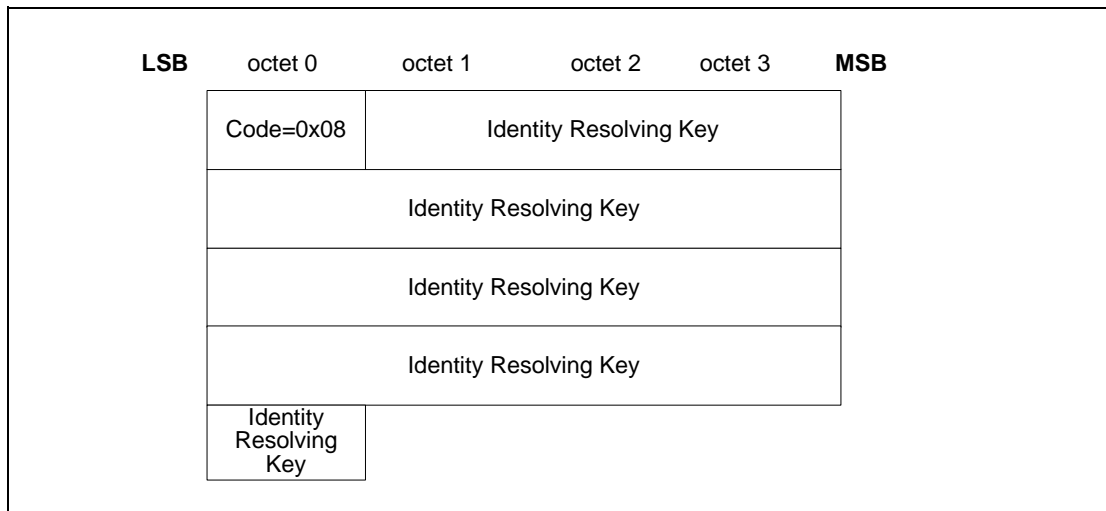 LSB octet 0 octet 1 octet 2 octet 3 MSB
Code=0x08 Identity Resolving Key
Identity Resolving Key
Identity Resolving Key
Identity Resolving Key
Identity
Resolving
Key